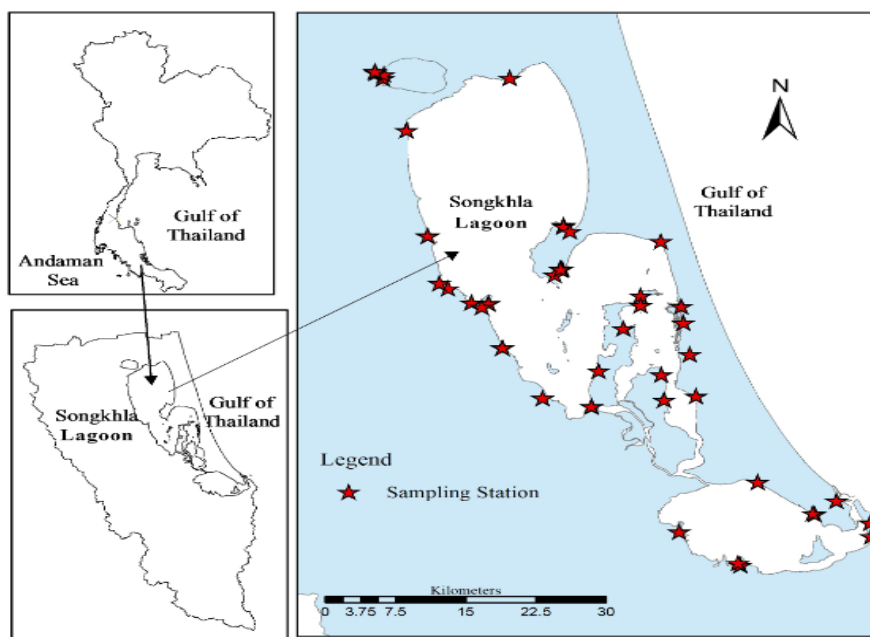 Gulf of
Thailand
Andaman
Sea
Songkhla
Lagoon
Gulf of
Thailand
N
Songkhla
Lagoon
Gulf of
Thailand
Legend
Sampling Station
Kilometers
0 3.75 7.5 15 22.5 30